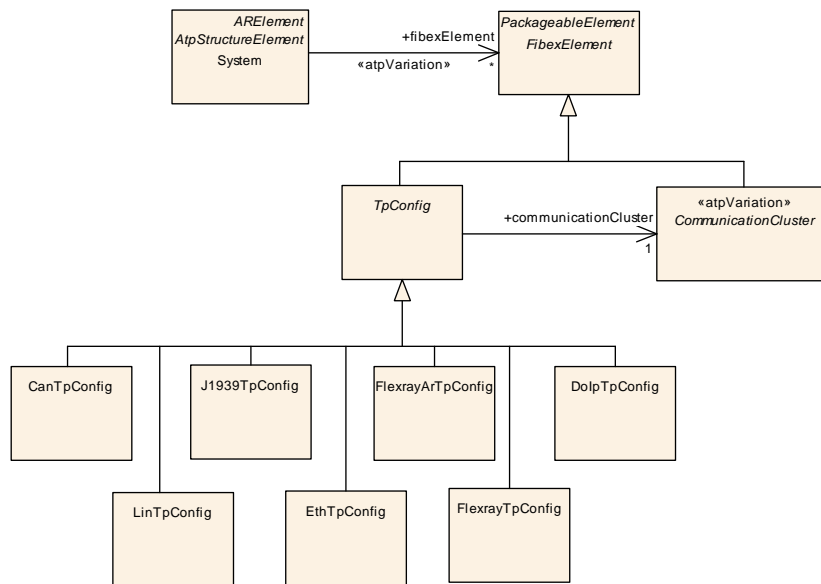 ARElement
AtpStructureElement
System
+fibexElement
«atpVariation»
*
PackageableElement
FibexElement
TpConfig
+communicationCluster
1
«atpVariation»
CommunicationCluster
CanTpConfig
J1939TpConfig
FlexrayArTpConfig
DoIpTpConfig
LinTpConfig
EthTpConfig
FlexrayTpConfig